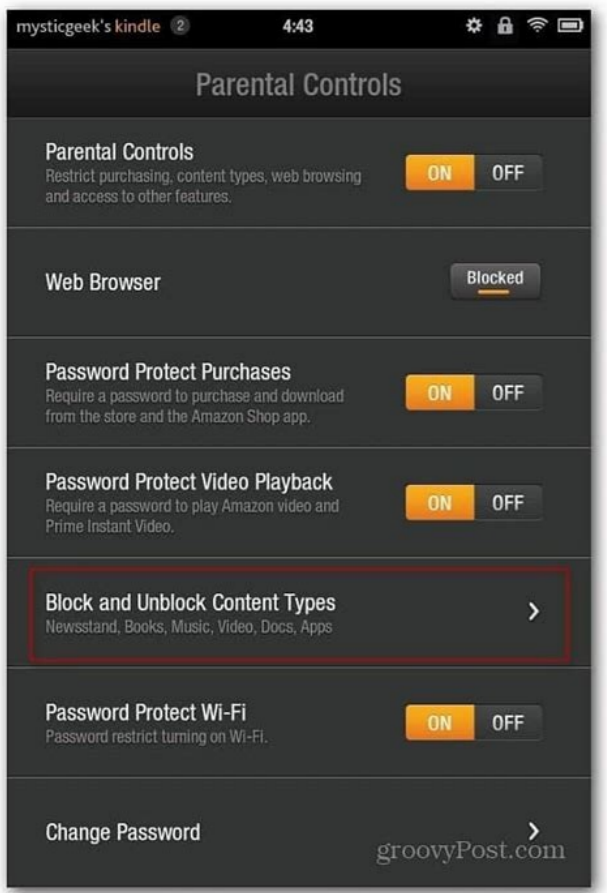 mysticgeek's kindle 2 4:43
Parental Controls
Parental Controls
Restrict purchasing, content types, web browsing
and access to other features.
ON OFF
Web Browser
Blocked
Password Protect Purchases
Require a password to purchase and download
from the store and the Amazon Shop app.
ON OFF
Password Protect Video Playback
Require a password to play Amazon video and
Prime Instant Video.
ON OFF
Block and Unblock Content Types
Newsstand, Books, Music, Video, Docs, Apps
Password Protect Wi-Fi
Password restrict turning on Wi-Fi.
ON OFF
Change Password
groovyPost.com